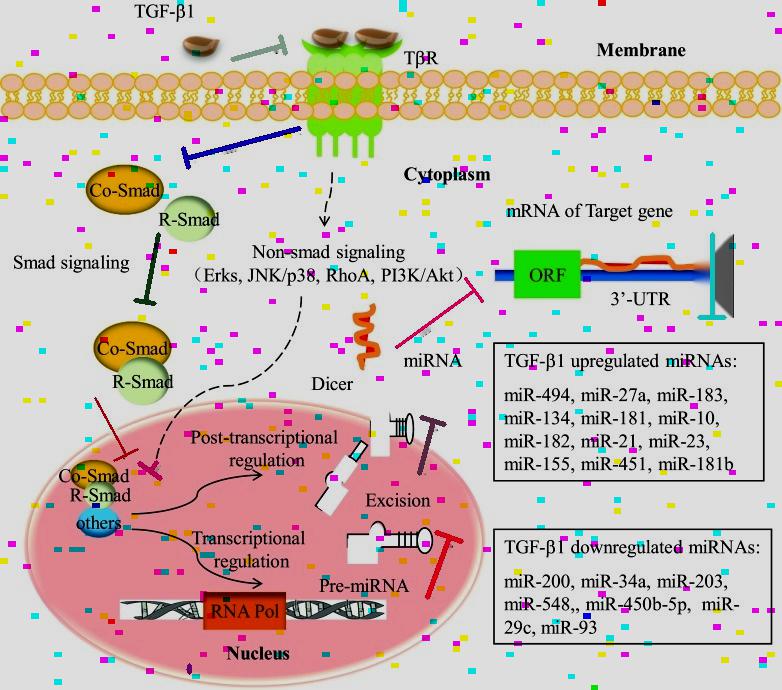 TGF-β1
TβR
Membrane
Cytoplasm
Co-Smad
R-Smad
mRNA of Target gene
Smad signaling
Non-smad signaling
(Erks, JNK/p38, RhoA, PI3K/Akt)
ORF
3’-UTR
Co-Smad
R-Smad
miRNA
Dicer
TGF-β1 upregulated miRNAs:
miR-494, miR-27a, miR-183,
miR-134, miR-181, miR-10,
miR-182, miR-21, miR-23,
miR-155, miR-451, miR-181b
Post-transcriptional
regulation
Co-Smad
R-Smad
others
Excision
Transcriptional
regulation
Pre-miRNA
TGF-β1 downregulated miRNAs:
miR-200, miR-34a, miR-203,
miR-548,, miR-450b-5p, miR-
29c, miR-93
RNA Pol
Nucleus